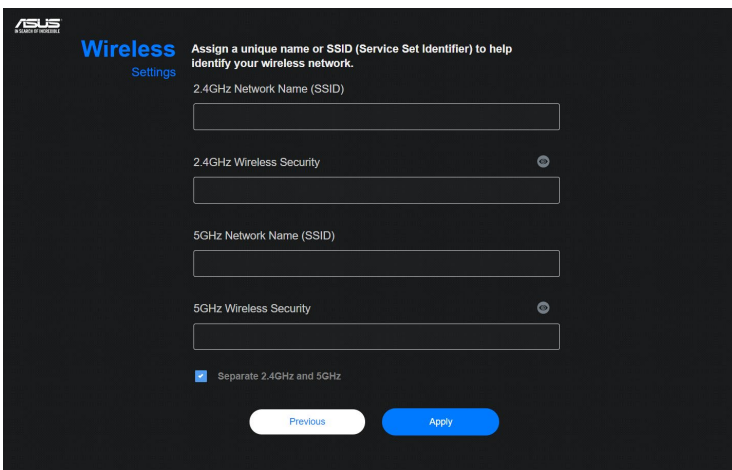 ASUS
IN SEARCH OF INCREDIBLE
Wireless
Settings
Assign a unique name or SSID (Service Set Identifier) to help
identify your wireless network.
2.4GHz Network Name (SSID)
2.4GHz Wireless Security
5GHz Network Name (SSID)
5GHz Wireless Security
Separate 2.4GHz and 5GHz
Previous
Apply